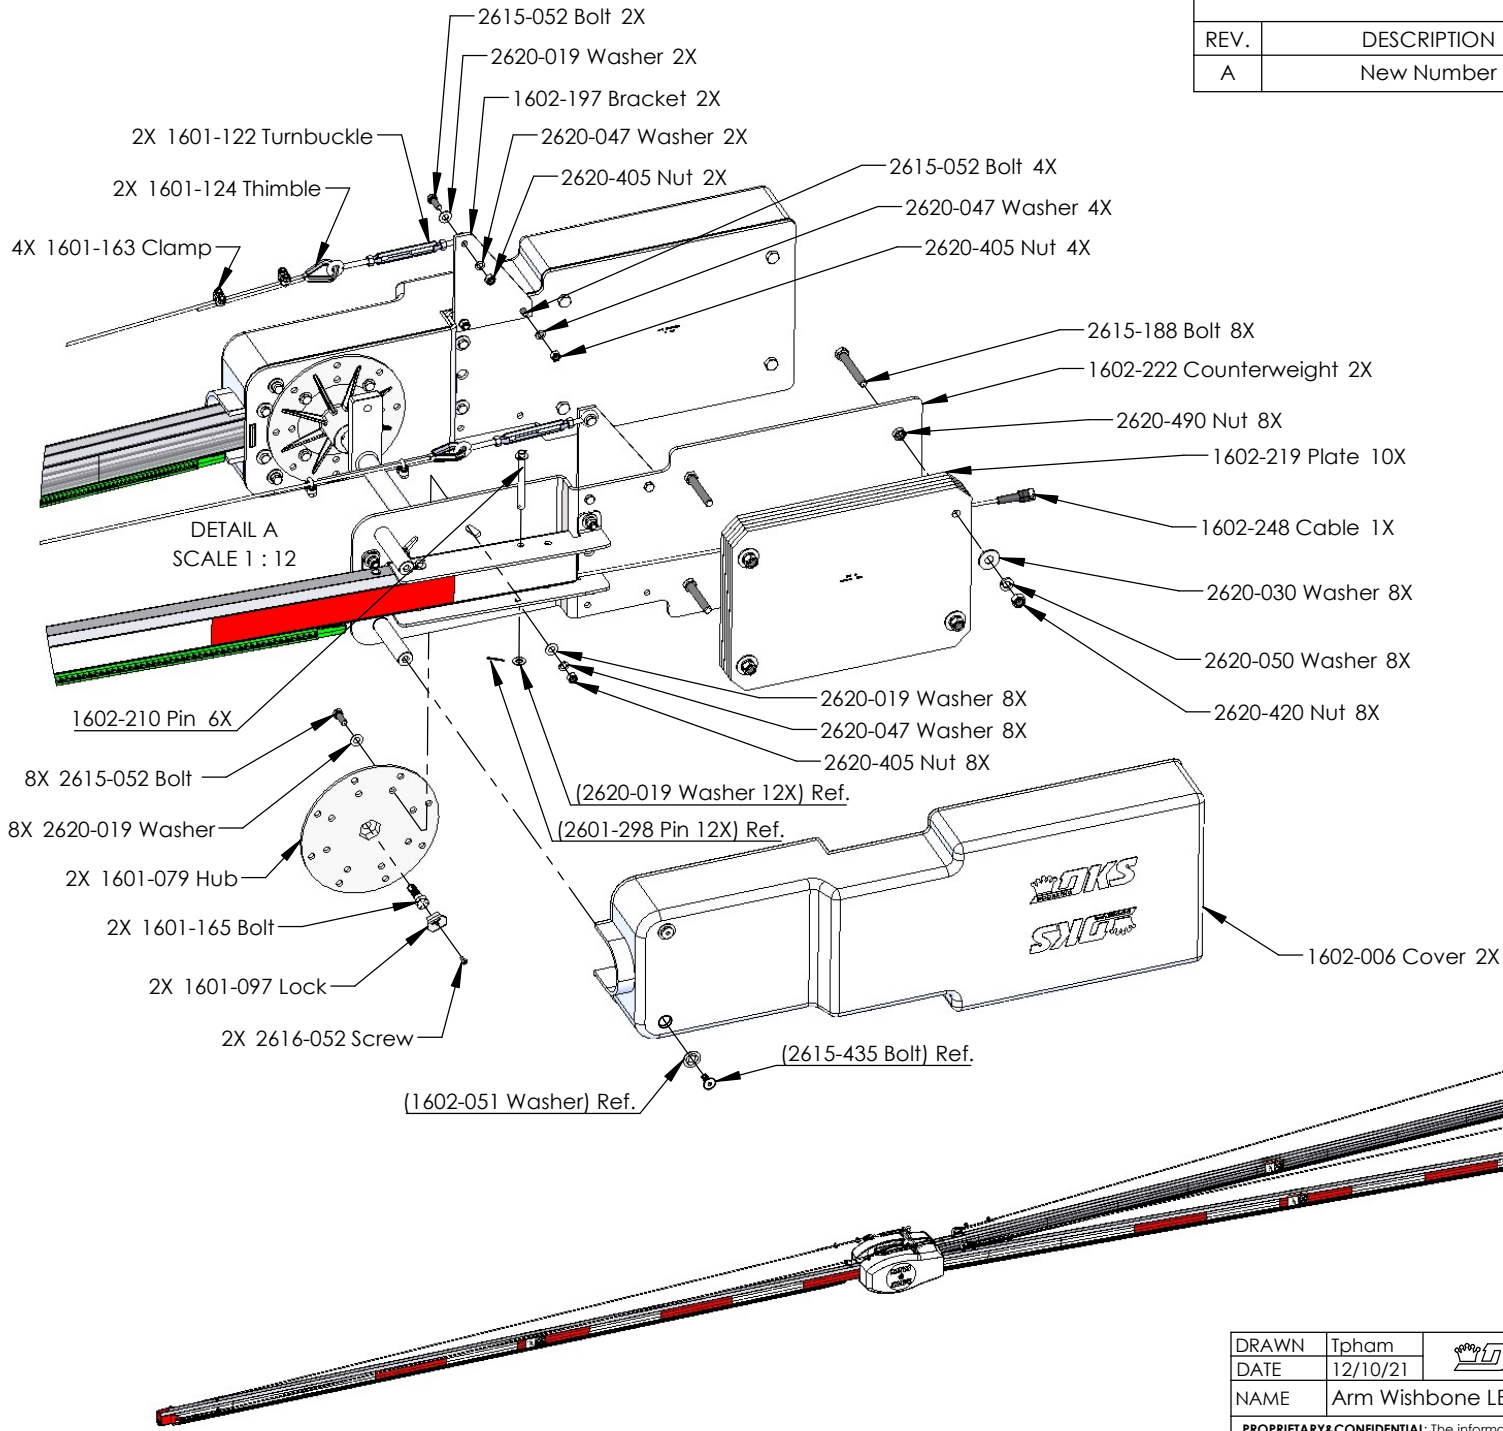 2615-052 Bolt 2X
2620-019 Washer 2X
1602-197 Bracket 2X
2X 1601-122 Turnbuckle
2620-047 Washer 2X
2620-405 Nut 2X
2X 1601-124 Thimble
4X 1601-163 Clamp
REV. DESCRIPTION
A New Number
2615-052 Bolt 4X
2620-047 Washer 4X
2620-405 Nut 4X
2615-188 Bolt 8X
1602-222 Counterweight 2X
2620-490 Nut 8X
1602-219 Plate 10X
1602-248 Cable 1X
2620-030 Washer 8X
2620-050 Washer 8X
2620-420 Nut 8X
DETAIL A
SCALE 1 : 12
1602-210 Pin 6X
2620-019 Washer 8X
2620-047 Washer 8X
2620-405 Nut 8X
(2620-019 Washer 12X) Ref.
(2601-298 Pin 12X) Ref.
8X 2615-052 Bolt
8X 2620-019 Washer
2X 1601-079 Hub
2X 1601-165 Bolt
2X 1601-097 Lock
2X 2616-052 Screw
DKS
DKS
1602-006 Cover 2X
(2615-435 Bolt) Ref.
(1602-051 Washer) Ref.
DRAWN Tpham
DATE 12/10/21
NAME Arm Wishbone LE
PROPRIETARY&CONFIDENTIAL: The informa